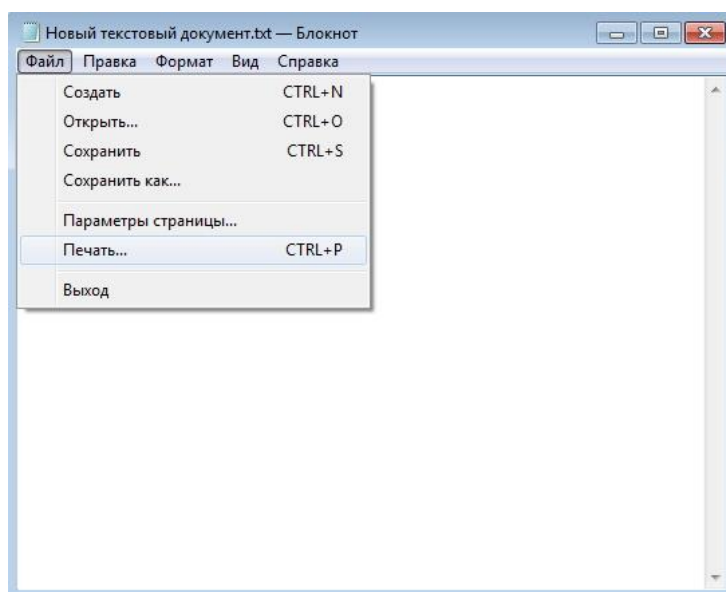 Новый текстовый документ.txt — Блокнот
Файл Правка Формат Вид Справка
Создать CTRL+N
Открыть... CTRL+O
Сохранить CTRL+S
Сохранить как...
Параметры страницы...
Печать... CTRL+P
Выход